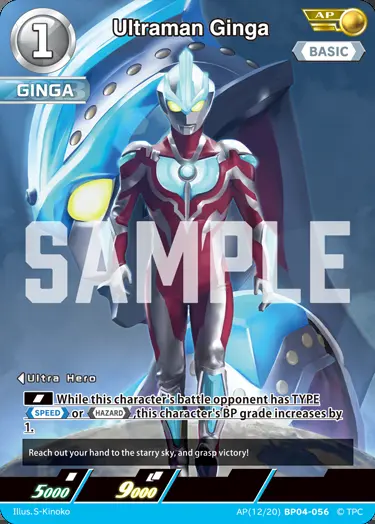 Ultraman Ginga
AP
1
BASIC
GINGA
SAMPLE
Ultra Hero
While this character's battle opponent has TYPE
SPEED or HAZARD ,this character's BP grade increases by
1.
Reach out your hand to the starry sky, and grasp victory!
5000 9000
Illus.S-Kinoko AP(12/20) BP04-056 © TPC